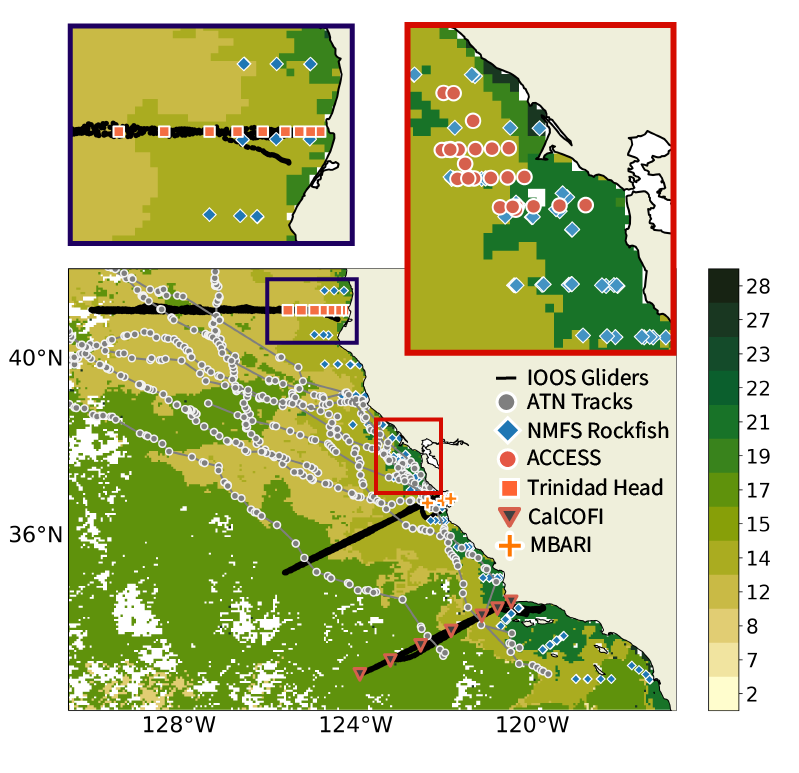 40°N
36°N
128°W
124°W
120°W
IOOS Gliders
ATN Tracks
NMFS Rockfish
ACCESS
Trinidad Head
CalCOFI
MBARI
28
27
23
22
21
19
17
15
14
12
8
7
2